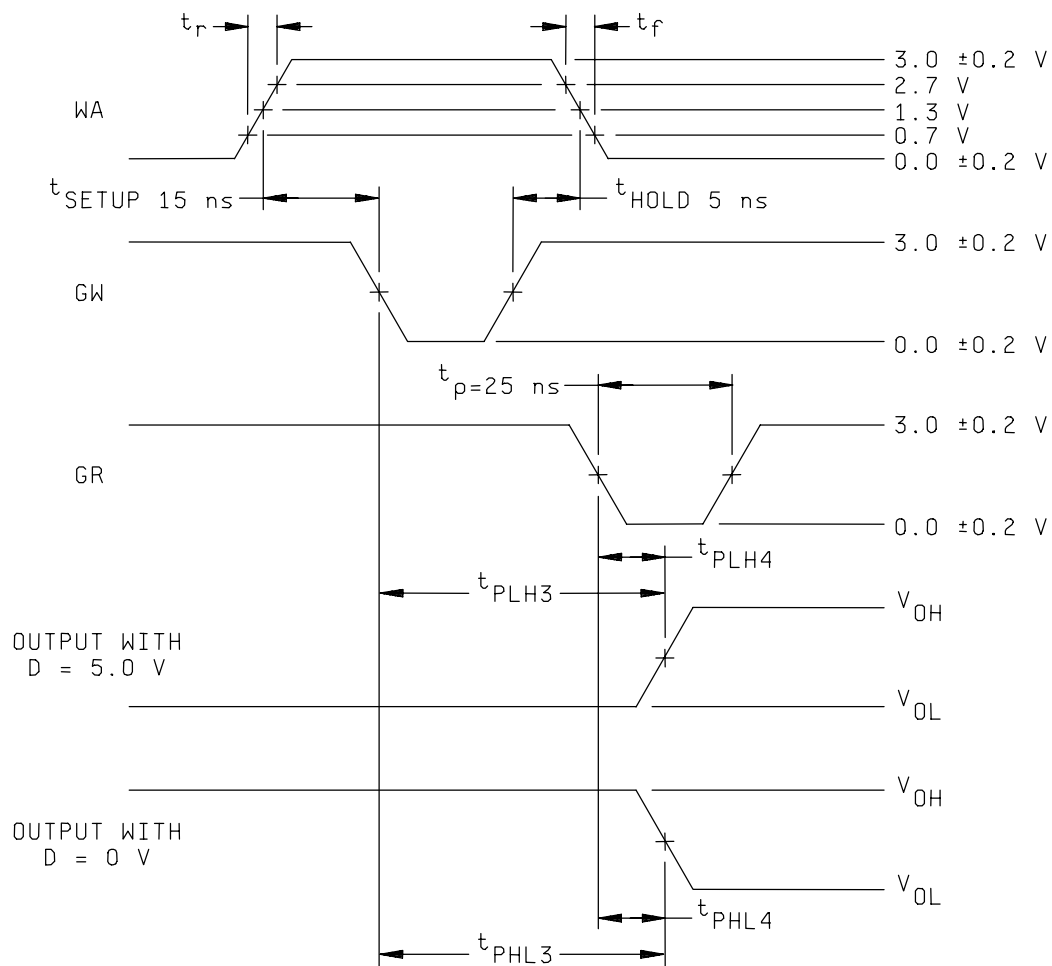 tr
tf
3.0 ±0.2 V
2.7 V
WA
1.3 V
0.7 V
0.0 ±0.2 V
tSETUP 15 ns
tHOLD 5 ns
3.0 ±0.2 V
GW
0.0 ±0.2 V
tp=25 ns
3.0 ±0.2 V
GR
0.0 ±0.2 V
tPLH4
tPLH3
VOH
OUTPUT WITH
D = 5.0 V
VOL
VOH
OUTPUT WITH
D = 0 V
VOL
tPHL4
tPHL3